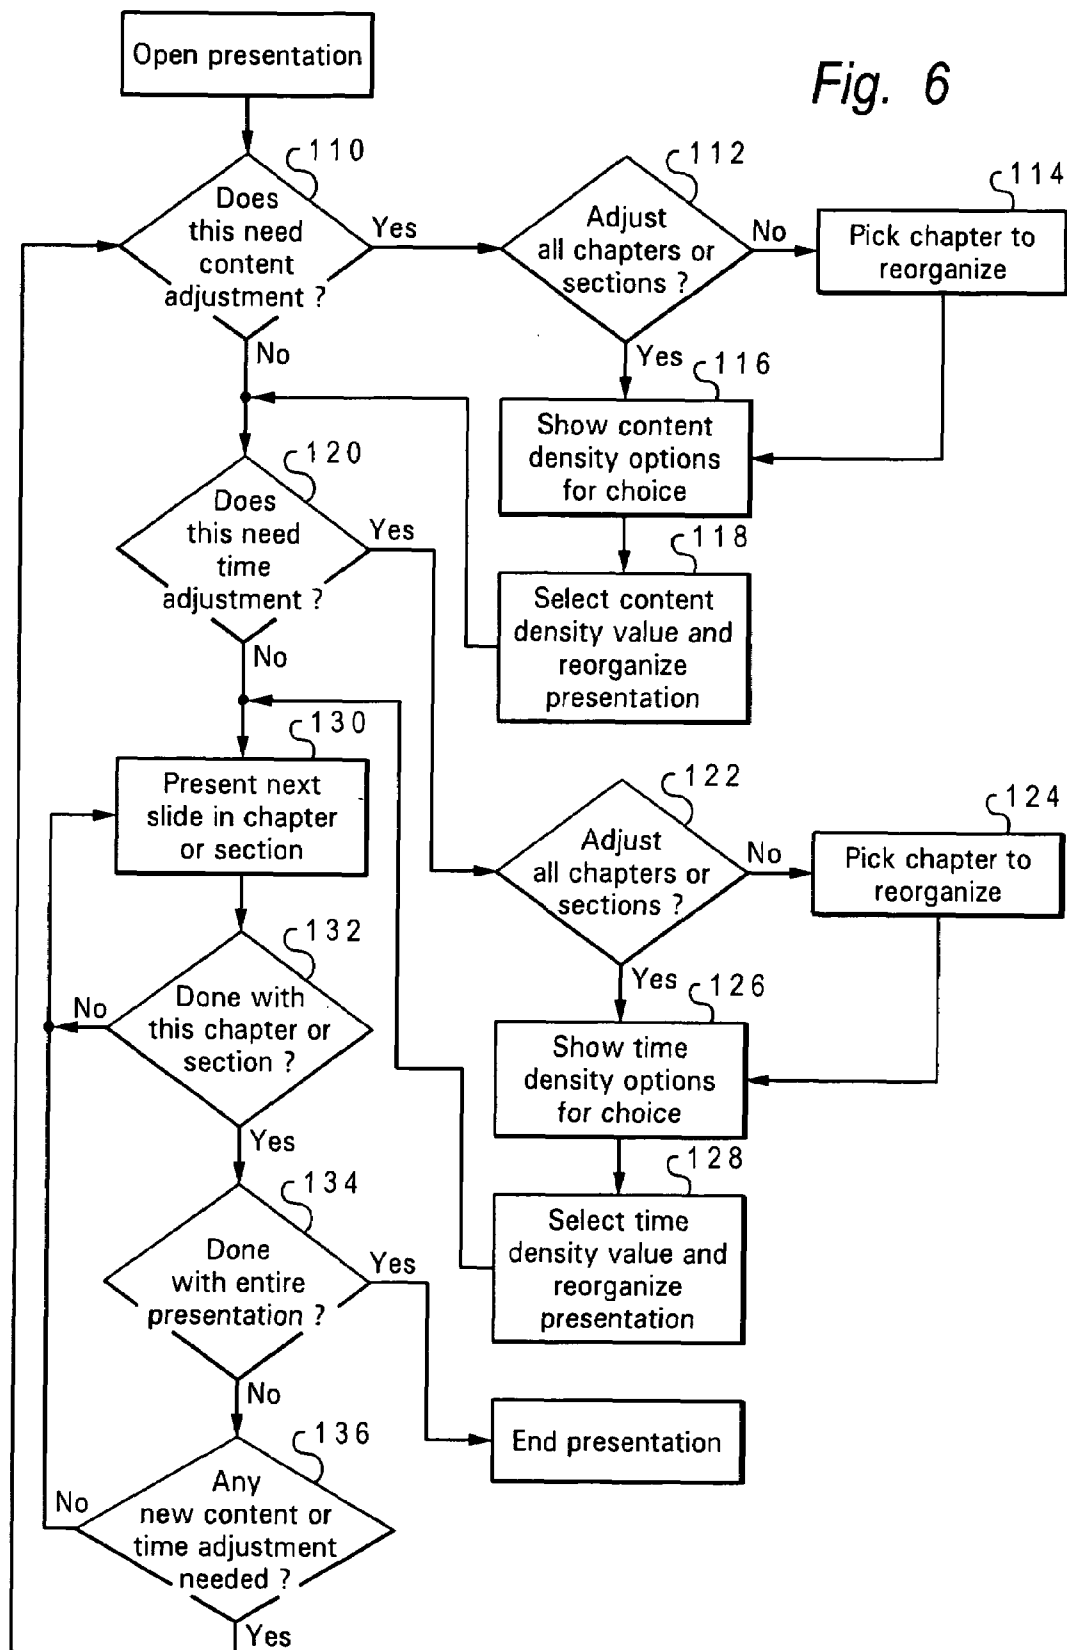 Open presentation
Fig. 6
110
Does
this need
content
adjustment ?
Yes
No
112
Adjust
all chapters or
sections ?
No
Yes
114
Pick chapter to
reorganize
116
Show content
density options
for choice
118
Select content
density value and
reorganize
presentation
120
Does
this need
time
adjustment ?
Yes
No
122
Adjust
all chapters or
sections ?
No
Yes
124
Pick chapter to
reorganize
126
Show time
density options
for choice
128
Select time
density value and
reorganize
presentation
130
Present next
slide in chapter
or section
132
Done with
this chapter or
section ?
No
Yes
134
Done
with entire
presentation ?
Yes
No
End presentation
136
Any
new content or
time adjustment
needed ?
No
Yes